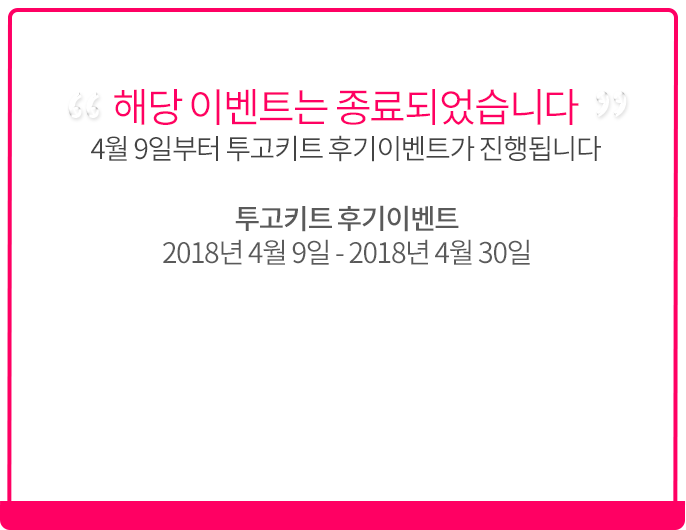 “ 해당 이벤트는 종료되었습니다 ”
4월 9일부터 투고키트 후기이벤트가 진행됩니다
투고키트 후기이벤트
2018년 4월 9일 - 2018년 4월 30일